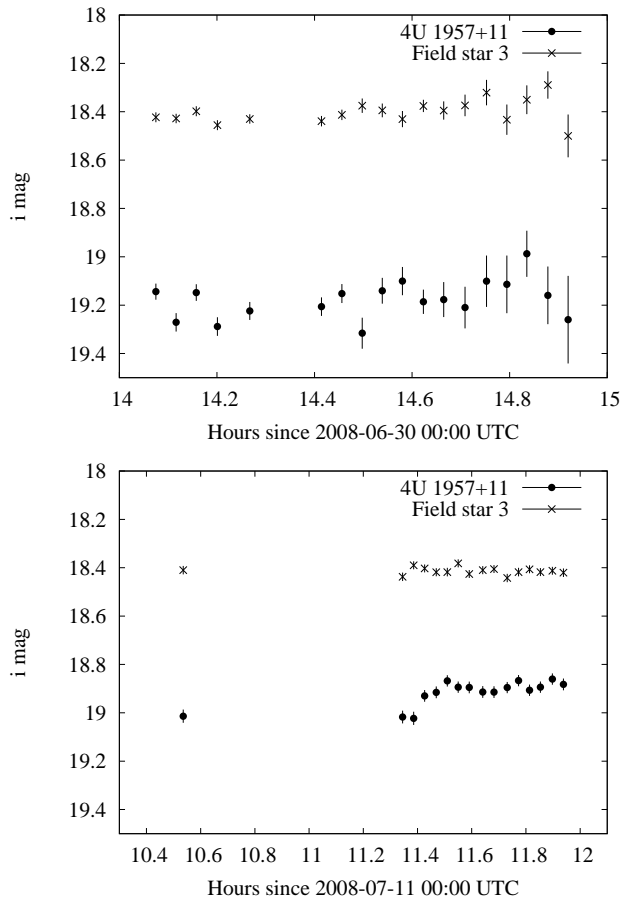 18
18.2
18.4
18.6
18.8
19
19.2
19.4
i mag
4U 1957+11
Field star 3
14 14.2 14.4 14.6 14.8 15
Hours since 2008-06-30 00:00 UTC
18
18.2
18.4
18.6
18.8
19
19.2
19.4
i mag
4U 1957+11
Field star 3
10.4 10.6 10.8 11 11.2 11.4 11.6 11.8 12
Hours since 2008-07-11 00:00 UTC